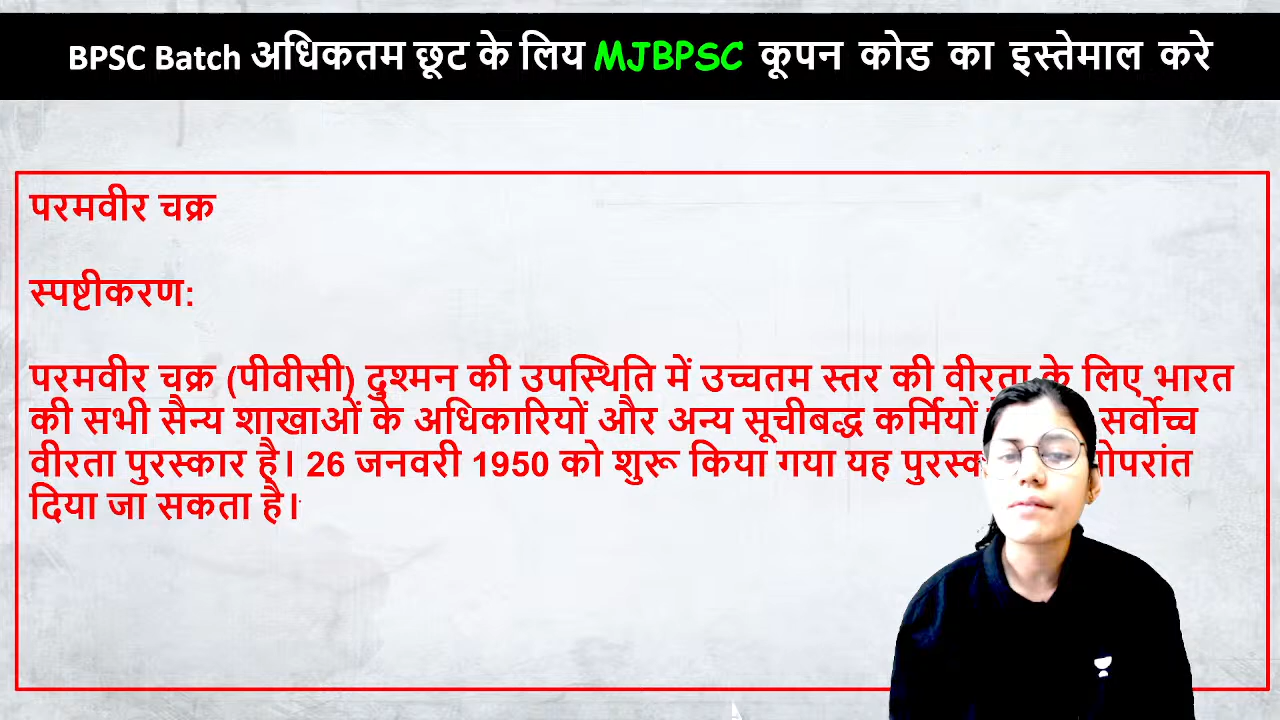 BPSC Batch अधिकतम छूट के लिय MJBPSC कूपन कोड का इस्तेमाल करे
परमवीर चक्र
स्पष्टीकरण:
परमवीर चक्र (पीवीसी) दुश्मन की उपस्थिति में उच्चतम स्तर की वीरता के लिए भारत
की सभी सैन्य शाखाओं के अधिकारियों और अन्य सूचीबद्ध कर्मियों सर्वोच्च
वीरता पुरस्कार है। 26 जनवरी 1950 को शुरू किया गया यह
दिया जा सकता है।